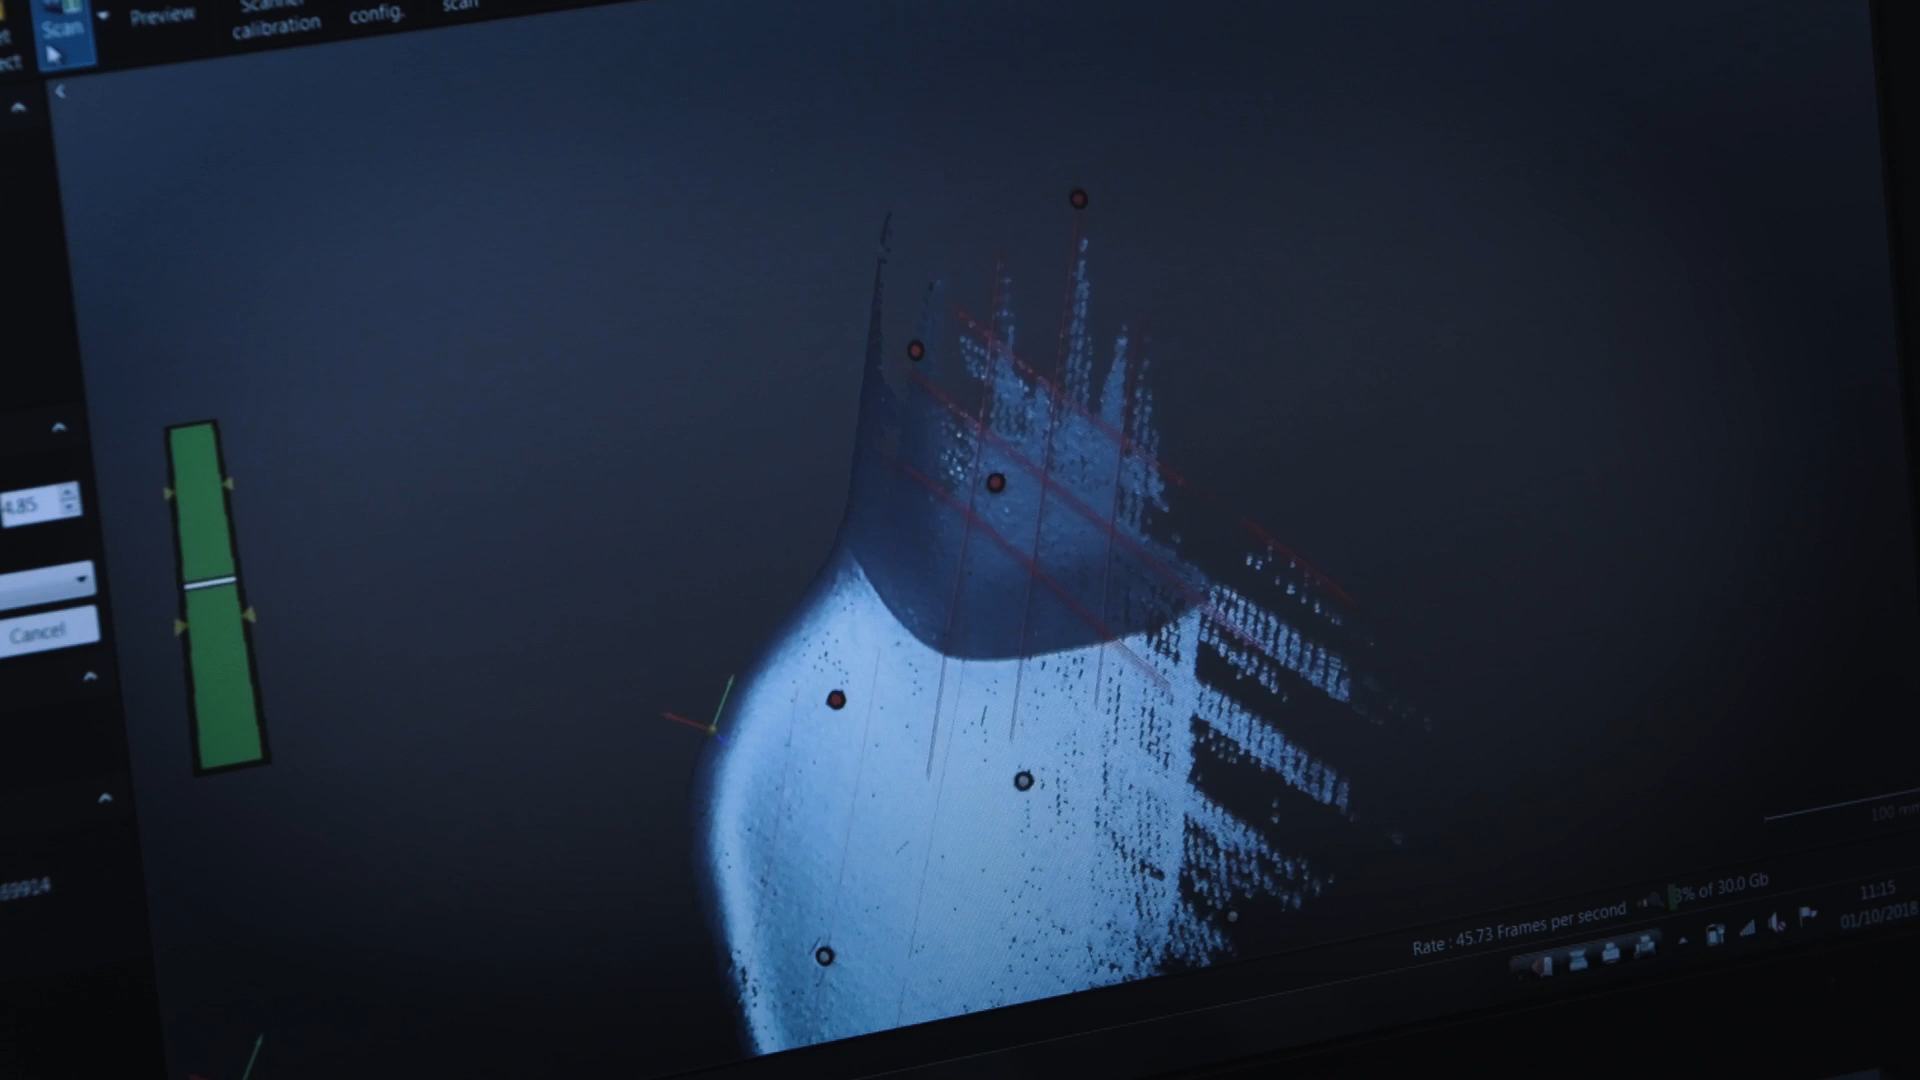 Scan
Preview
Scanner
calibration
config.
scan
4.85
Cancel
69914
100 mm
Rate : 45.73 Frames per second
3% of 30.0 Gb
11:15
01/10/2018